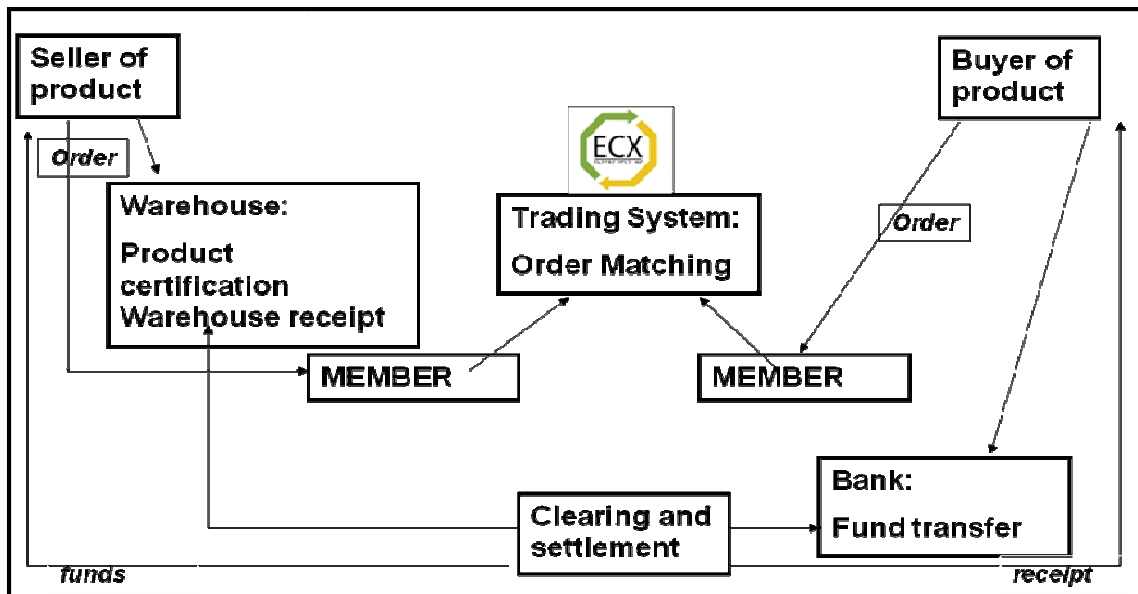 Seller of
product
Buyer of
product
Order
ECX
Warehouse:
Product
certification
Warehouse receipt
Trading System:
Order Matching
Order
MEMBER
MEMBER
Clearing and
settlement
Bank:
Fund transfer
funds
receipt